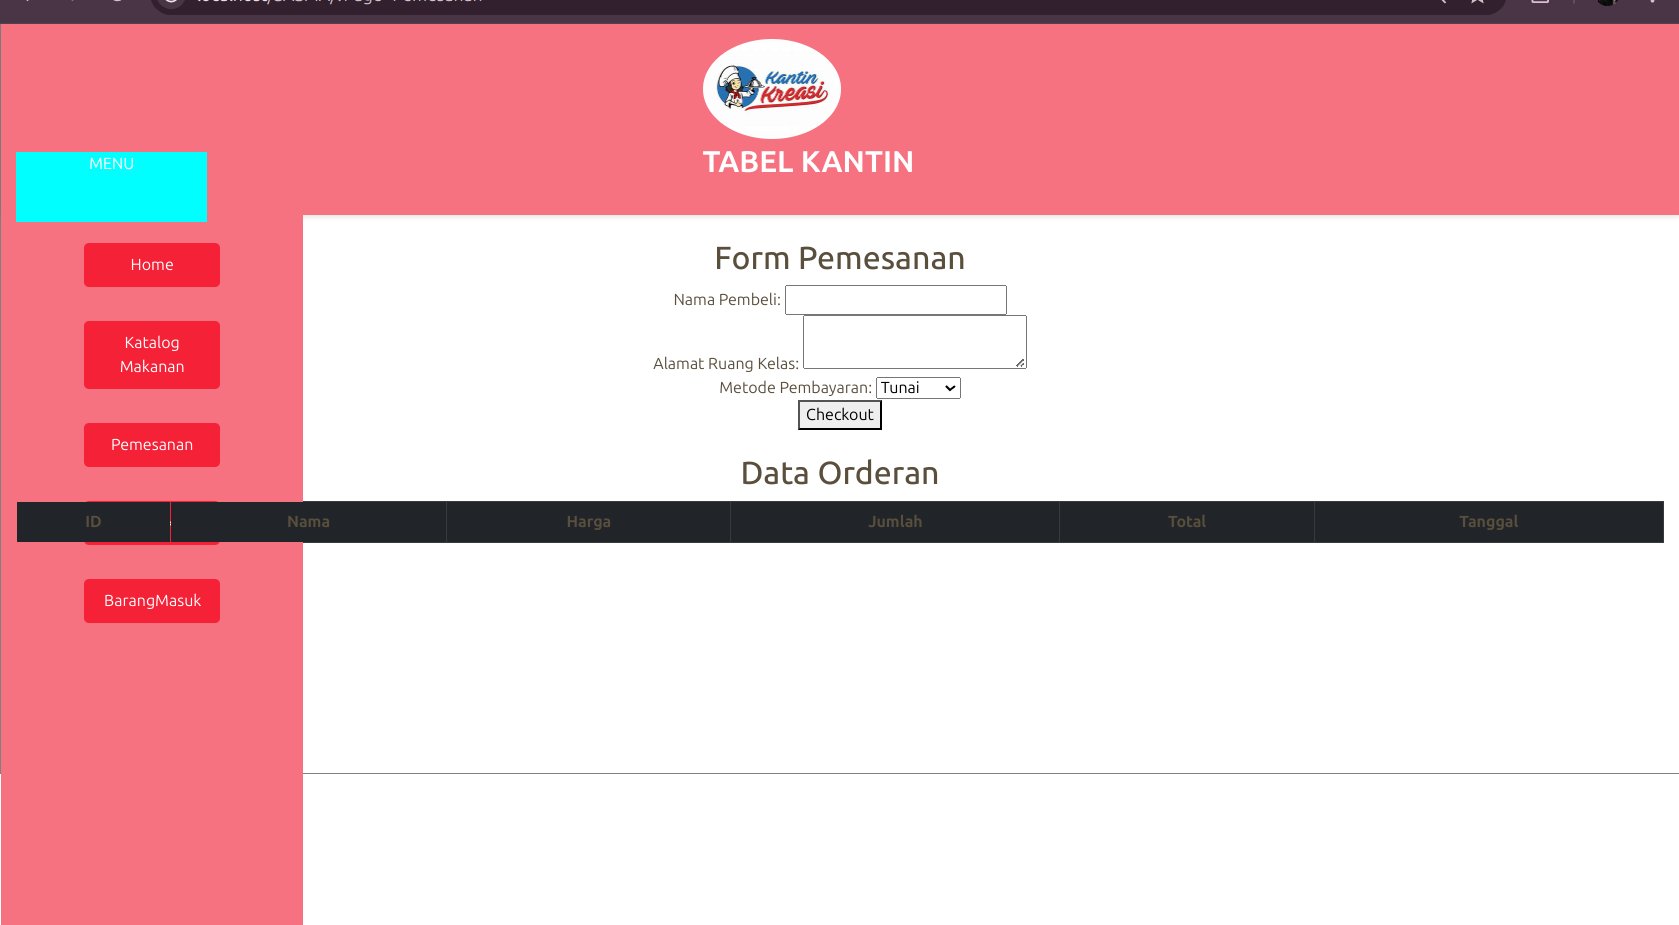 Kantin
Kreasi
TABEL KANTIN
MENU
Home
Katalog
Makanan
Pemesanan
BarangMasuk
Form Pemesanan
Nama Pembeli:
Alamat Ruang Kelas:
Metode Pembayaran: Tunai
Checkout
Data Orderan
ID Nama Harga Jumlah Total Tanggal